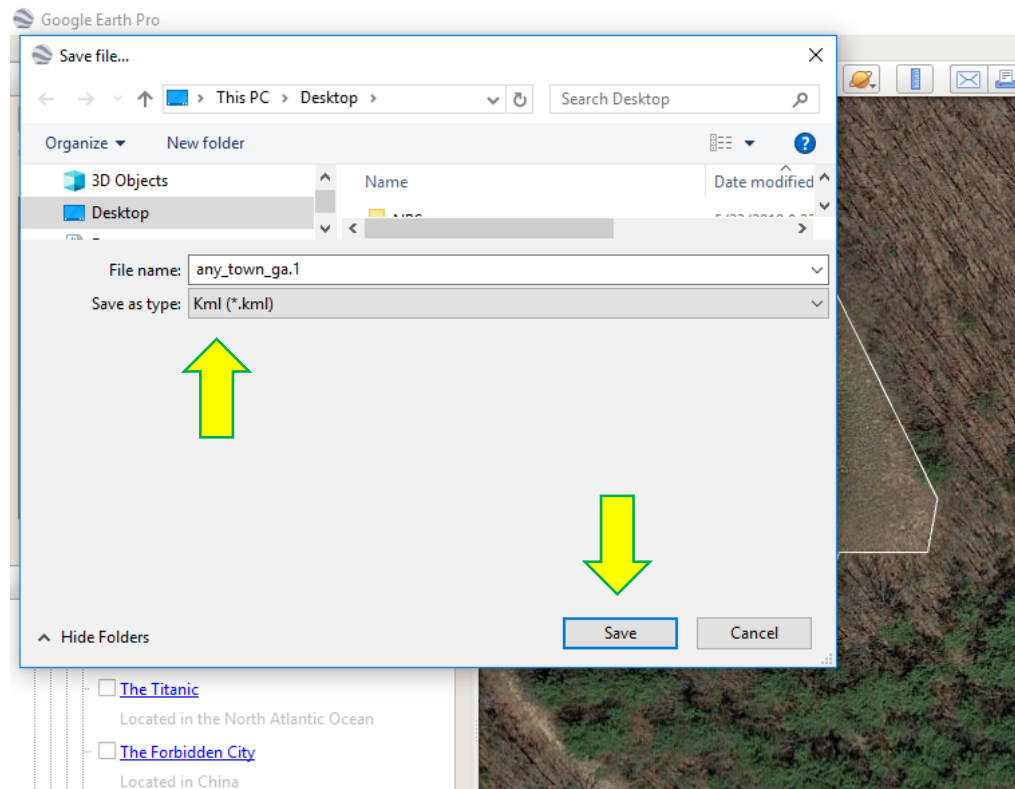 Google Earth Pro
Save file...
This PC > Desktop >
Search Desktop
Organize
New folder
3D Objects
Desktop
Name
Date modified
File name: any_town_ga.1
Save as type: Kml (*.kml)
Hide Folders
Save
Cancel
The Titanic
Located in the North Atlantic Ocean
The Forbidden City
Located in China